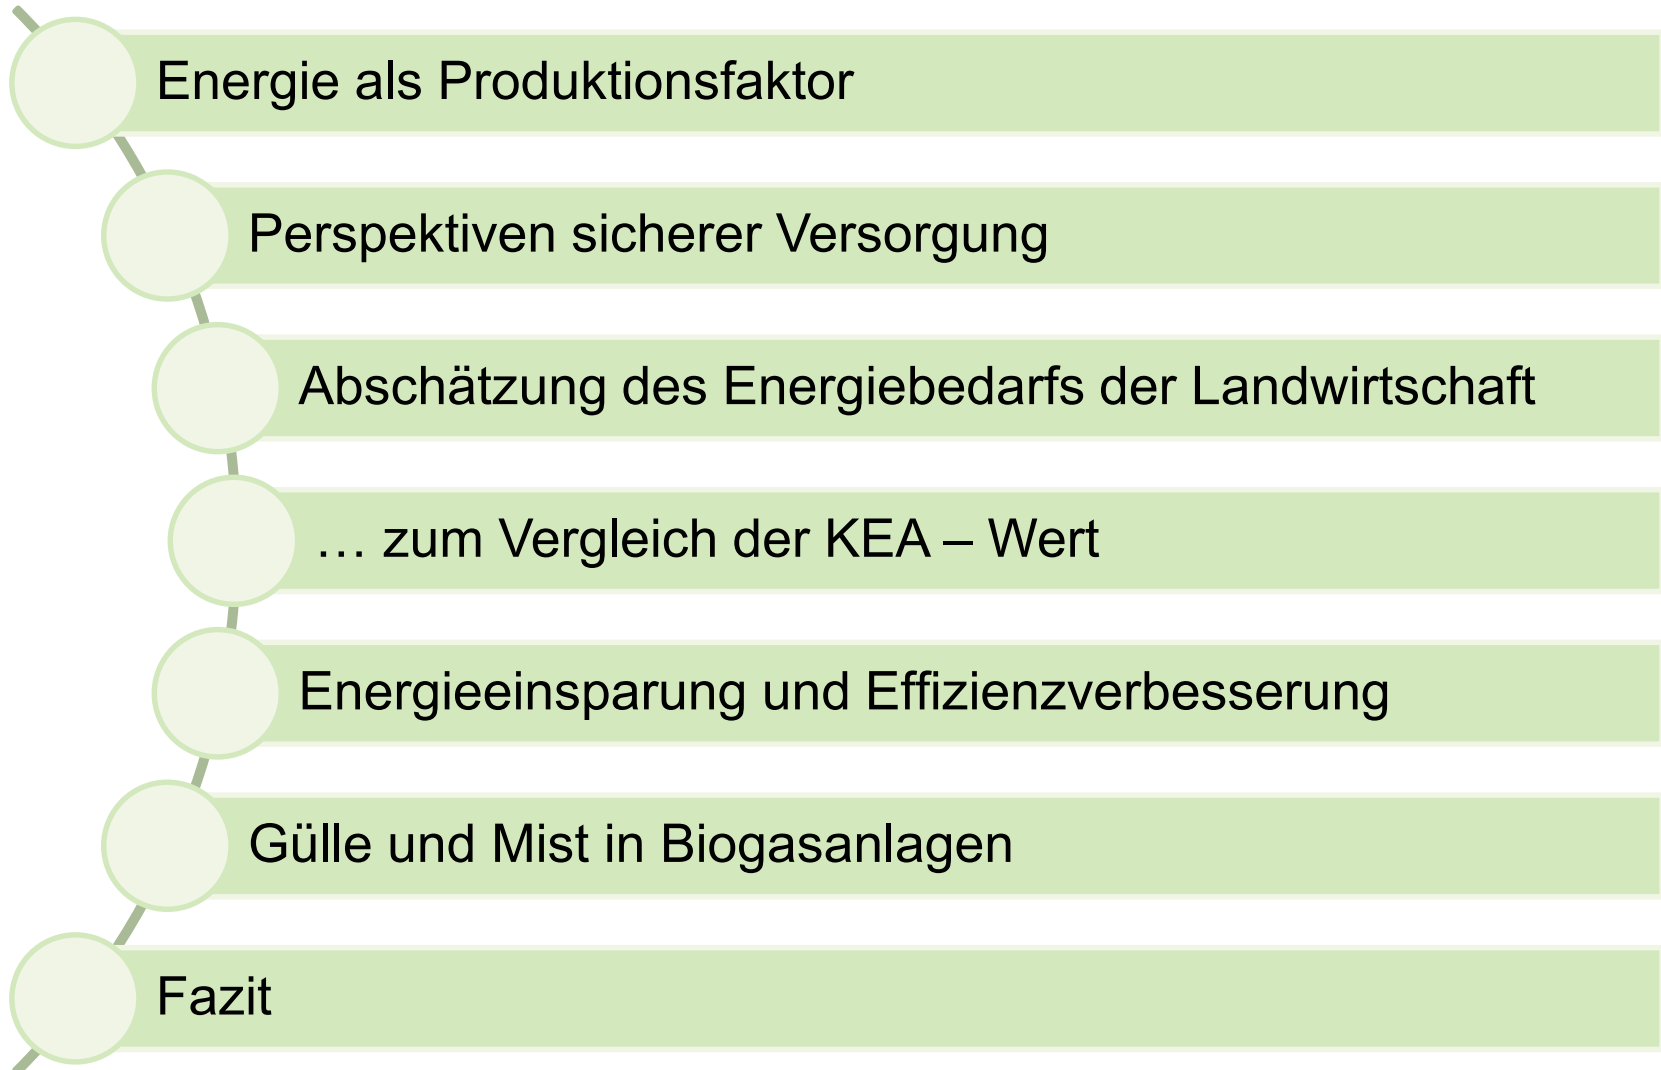 Energie als Produktionsfaktor
Perspektiven sicherer Versorgung
Abschätzung des Energiebedarfs der Landwirtschaft
… zum Vergleich der KEA – Wert
Energieeinsparung und Effizienzverbesserung
Gülle und Mist in Biogasanlagen
Fazit